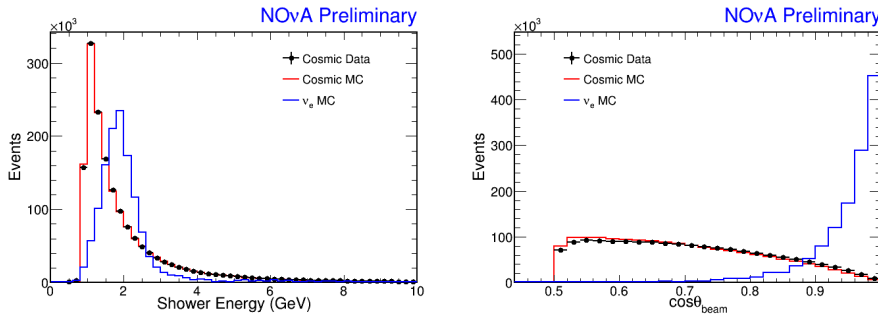 NOνA Preliminary
×10³
300
200
100
0
Events
Cosmic Data
Cosmic MC
νₑ MC
0 2 4 6 8 10
Shower Energy (GeV)
NOνA Preliminary
×10³
500
400
300
200
100
0
Events
Cosmic Data
Cosmic MC
νₑ MC
0.5 0.6 0.7 0.8 0.9
cosθ_beam